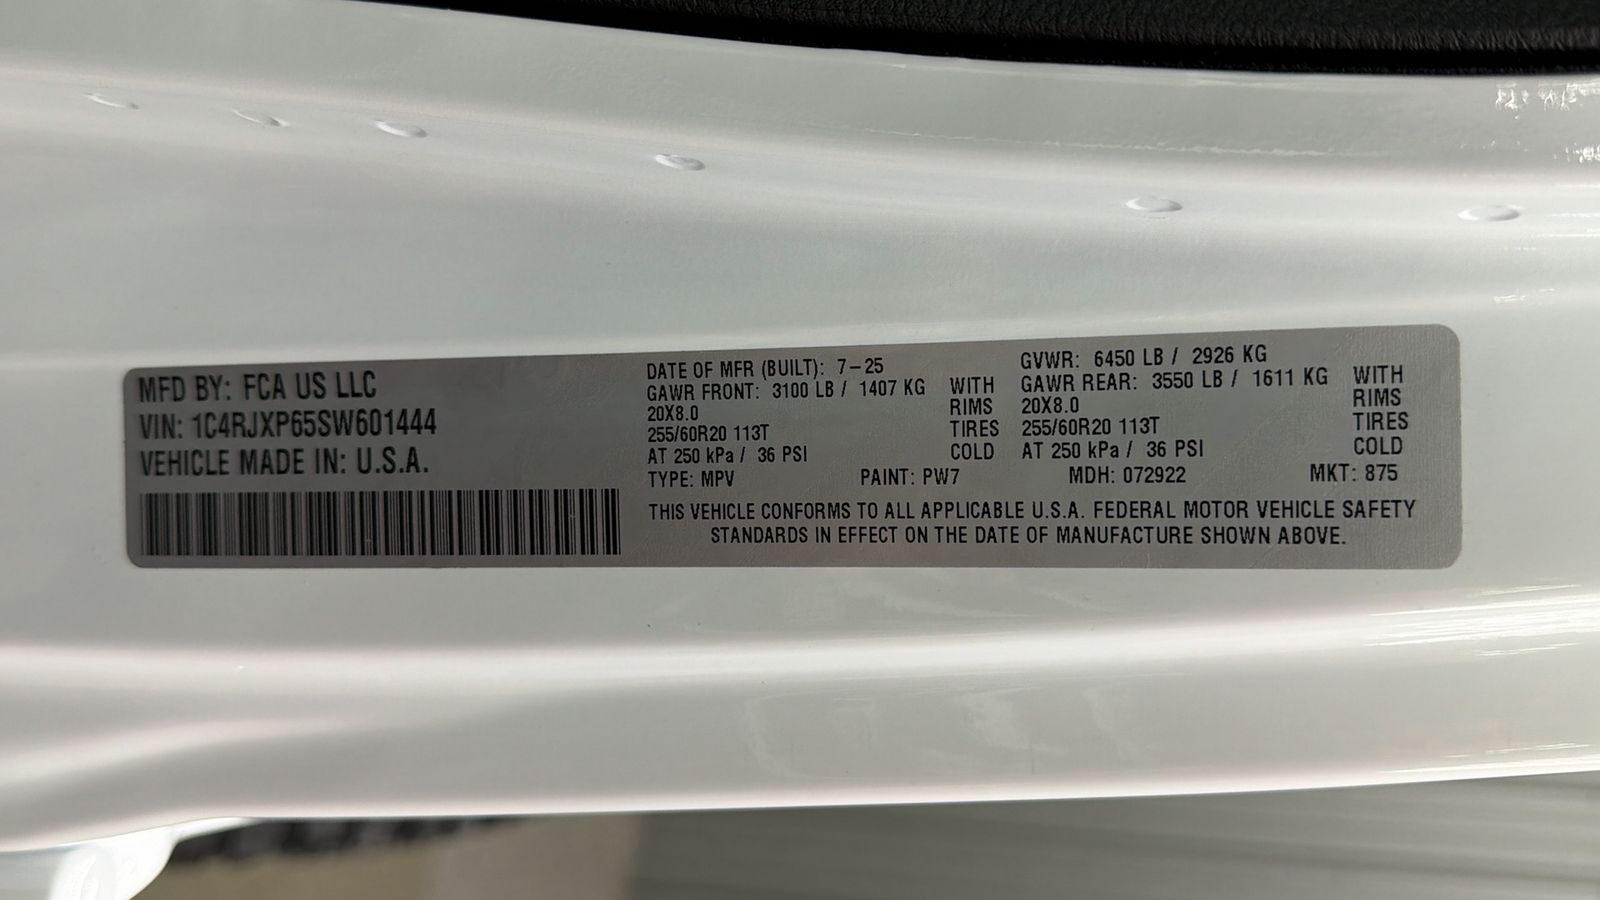 MFD BY: FCA US LLC
VIN: 1C4RJXP65SW601444
VEHICLE MADE IN: U.S.A.
DATE OF MFR (BUILT): 7-25
GAWR FRONT: 3100 LB / 1407 KG WITH
20X8.0 RIMS
255/60R20 113T TIRES
AT 250 kPa / 36 PSI COLD
GVWR: 6450 LB / 2926 KG
GAWR REAR: 3550 LB / 1611 KG WITH
20X8.0 RIMS
255/60R20 113T TIRES
AT 250 kPa / 36 PSI COLD
TYPE: MPV PAINT: PW7 MDH: 072922 MKT: 875
THIS VEHICLE CONFORMS TO ALL APPLICABLE U.S.A. FEDERAL MOTOR VEHICLE SAFETY
STANDARDS IN EFFECT ON THE DATE OF MANUFACTURE SHOWN ABOVE.